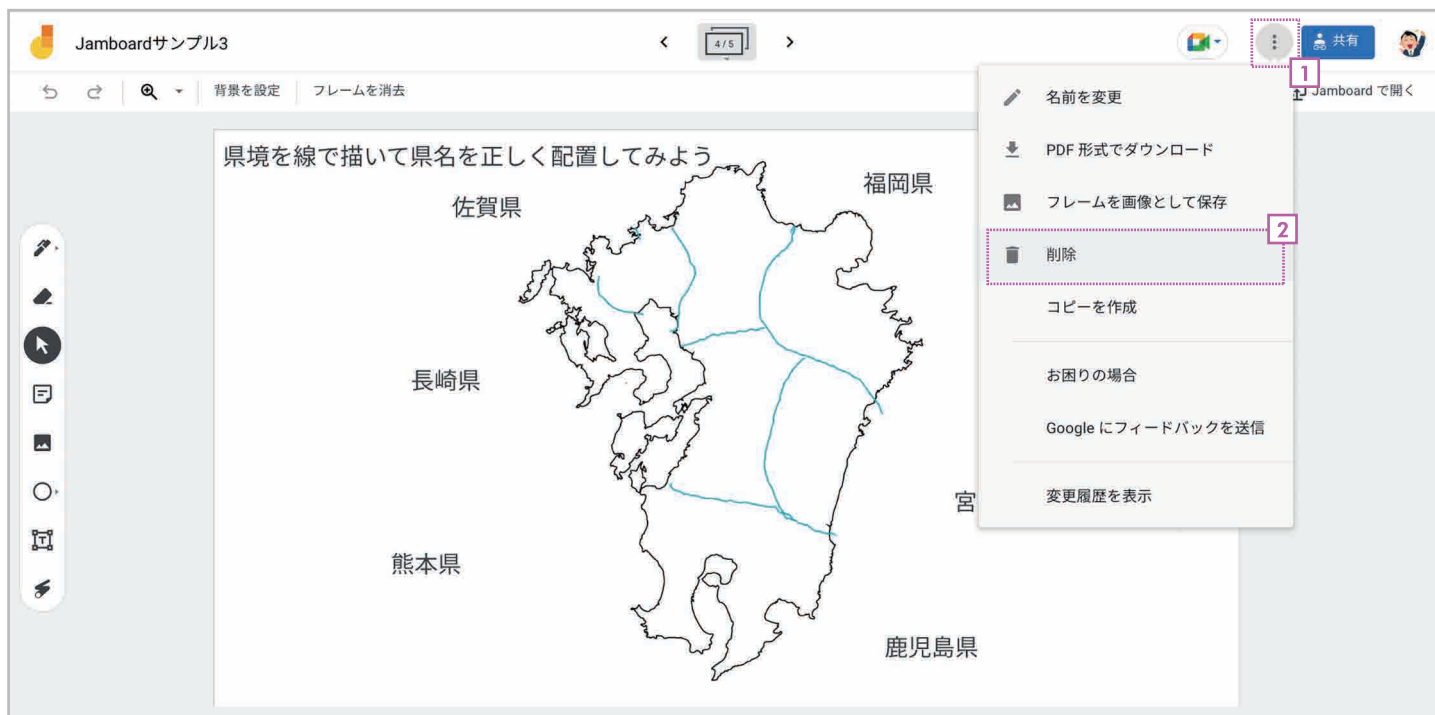 Jamboardサンプル3
4/5
共有
1
背景を設定
フレームを消去
Jamboard で開く
名前を変更
PDF 形式でダウンロード
フレームを画像として保存
2
削除
コピーを作成
お困りの場合
Google にフィードバックを送信
変更履歴を表示
県境を線で描いて県名を正しく配置してみよう
福岡県
佐賀県
長崎県
宮
熊本県
鹿児島県